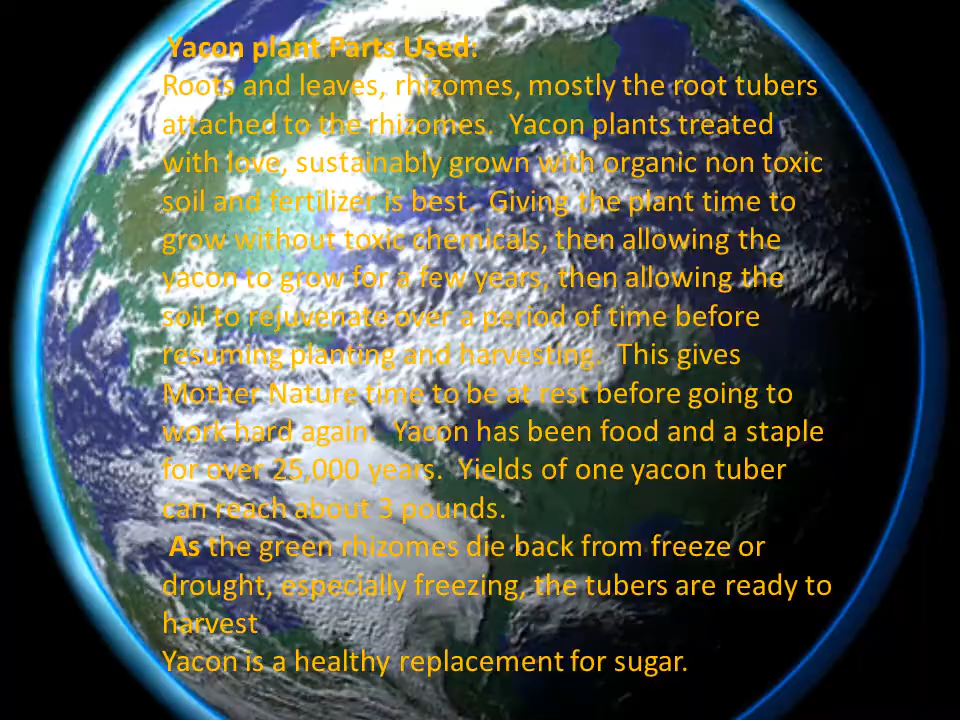 Yacon plant Parts Used:
Roots and leaves, rhizomes, mostly the root tubers
attached to the rhizomes.  Yacon plants treated
with love, sustainably grown with organic non toxic
soil and fertilizer is best.  Giving the plant time to
grow without toxic chemicals, then allowing the
yacon to grow for a few years, then allowing the
soil to rejuvenate over a period of time before
resuming planting and harvesting.  This gives
Mother Nature time to be at rest before going to
work hard again.  Yacon has been food and a staple
for over 25,000 years.  Yields of one yacon tuber
can reach about 3 pounds.
As the green rhizomes die back from freeze or
drought, especially freezing, the tubers are ready to
harvest
Yacon is a healthy replacement for sugar.